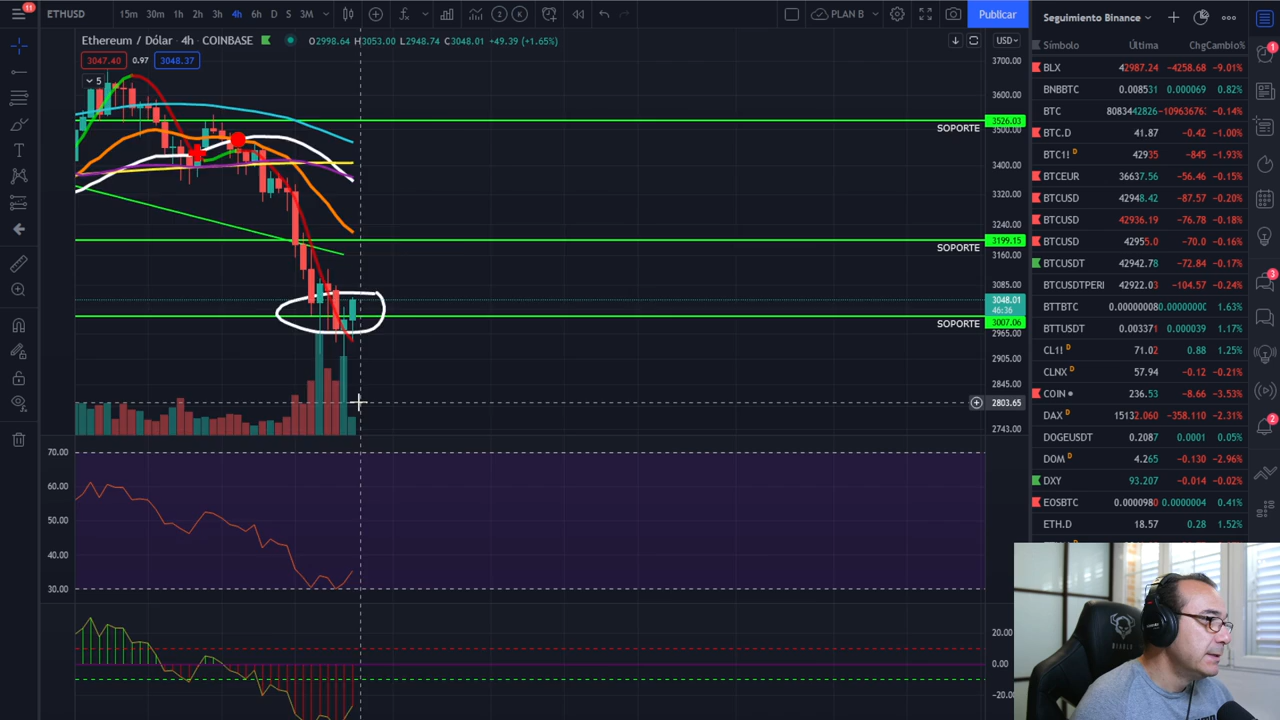 11
ETHUSD 15m 30m 1h 2h 3h 4h 6h D S 3M 2 K PLAN B Publicar
Ethereum / Dólar · 4h · COINBASE O2998.64 H3053.00 L2948.74 C3048.01 +49.39 (+1.65%) USD
3047.40 0.97 3048.37
5
3700.00
3600.00
3526.03
SOPORTE 3500.00
3400.00
3320.00
3240.00
3199.15
SOPORTE
3160.00
3085.00
3048.01
46:36
SOPORTE 3007.06
2965.00
2905.00
2845.00
2803.65
2743.00
70.00
60.00
50.00
40.00
30.00
20.00
0.00
−20.00
Seguimiento Binance
Símbolo Última Chg Cambio%
BLX 42987.24 −4258.68 −9.01%
BNBBTC 0.008531 0.000069 0.82%
BTC 8083442826 −10963676 −0.14%
BTC.D 41.87 −0.42 −1.00%
BTC1! D 42935 −845 −1.93%
BTCEUR 36637.56 −56.46 −0.15%
BTCUSD 42948.42 −87.57 −0.20%
BTCUSD 42936.19 −76.78 −0.18%
BTCUSD 42955.0 −70.0 −0.16%
BTCUSDT 42942.78 −72.84 −0.17%
BTCUSDTPERI 42922.03 −104.57 −0.24%
BTTBTC 0.00000008 0.0000000 1.63%
BTTUSDT 0.003371 0.000039 1.17%
CL1! D 71.02 0.88 1.25%
CLNX D 57.94 −0.12 −0.21%
COIN 236.53 −8.66 −3.53%
DAX D 15132.060 −358.110 −2.31%
DOGEUSDT 0.2087 0.0001 0.05%
DOM D 4.265 −0.130 −2.96%
DXY 93.207 −0.014 −0.02%
EOSBTC 0.0000980 0.0000004 0.41%
ETH.D 18.57 0.28 1.52%
1
3
2
DIABLO